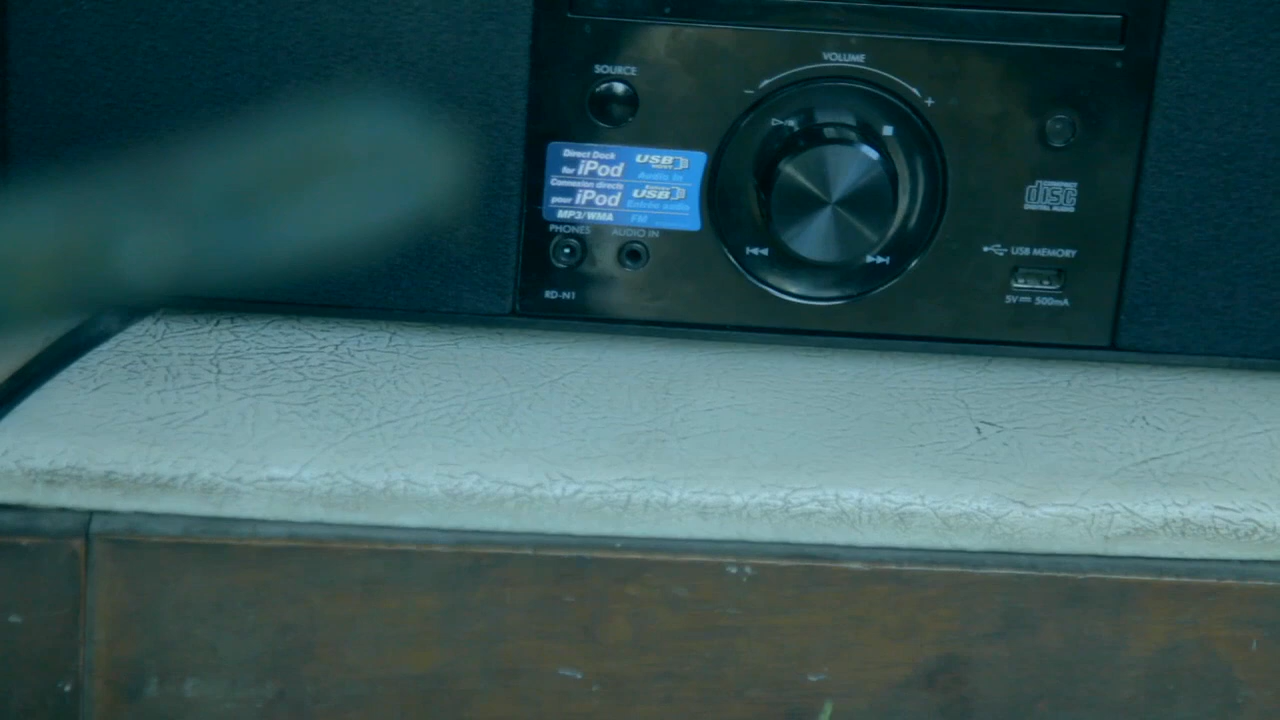 VOLUME
SOURCE
− +
Direct Dock
for iPod
USB
Audio In
Connexion directe
pour iPod
USB
Entrée audio
MP3/WMA FM
PHONES AUDIO IN
COMPACT
disc
DIGITAL AUDIO
USB MEMORY
5V 500mA
RD-N1